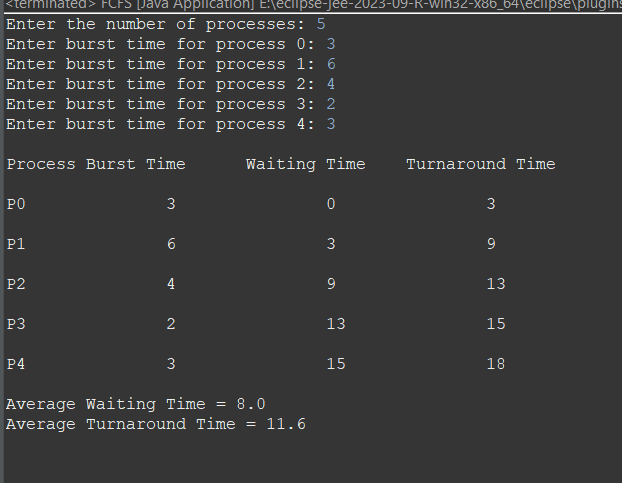 <terminated> FCFS [Java Application] E:\eclipse-jee-2023-09-R-win32-x86_64\eclipse\plugins
Enter the number of processes: 5
Enter burst time for process 0: 3
Enter burst time for process 1: 6
Enter burst time for process 2: 4
Enter burst time for process 3: 2
Enter burst time for process 4: 3
Process Burst Time Waiting Time Turnaround Time
P0 3 0 3
P1 6 3 9
P2 4 9 13
P3 2 13 15
P4 3 15 18
Average Waiting Time = 8.0
Average Turnaround Time = 11.6